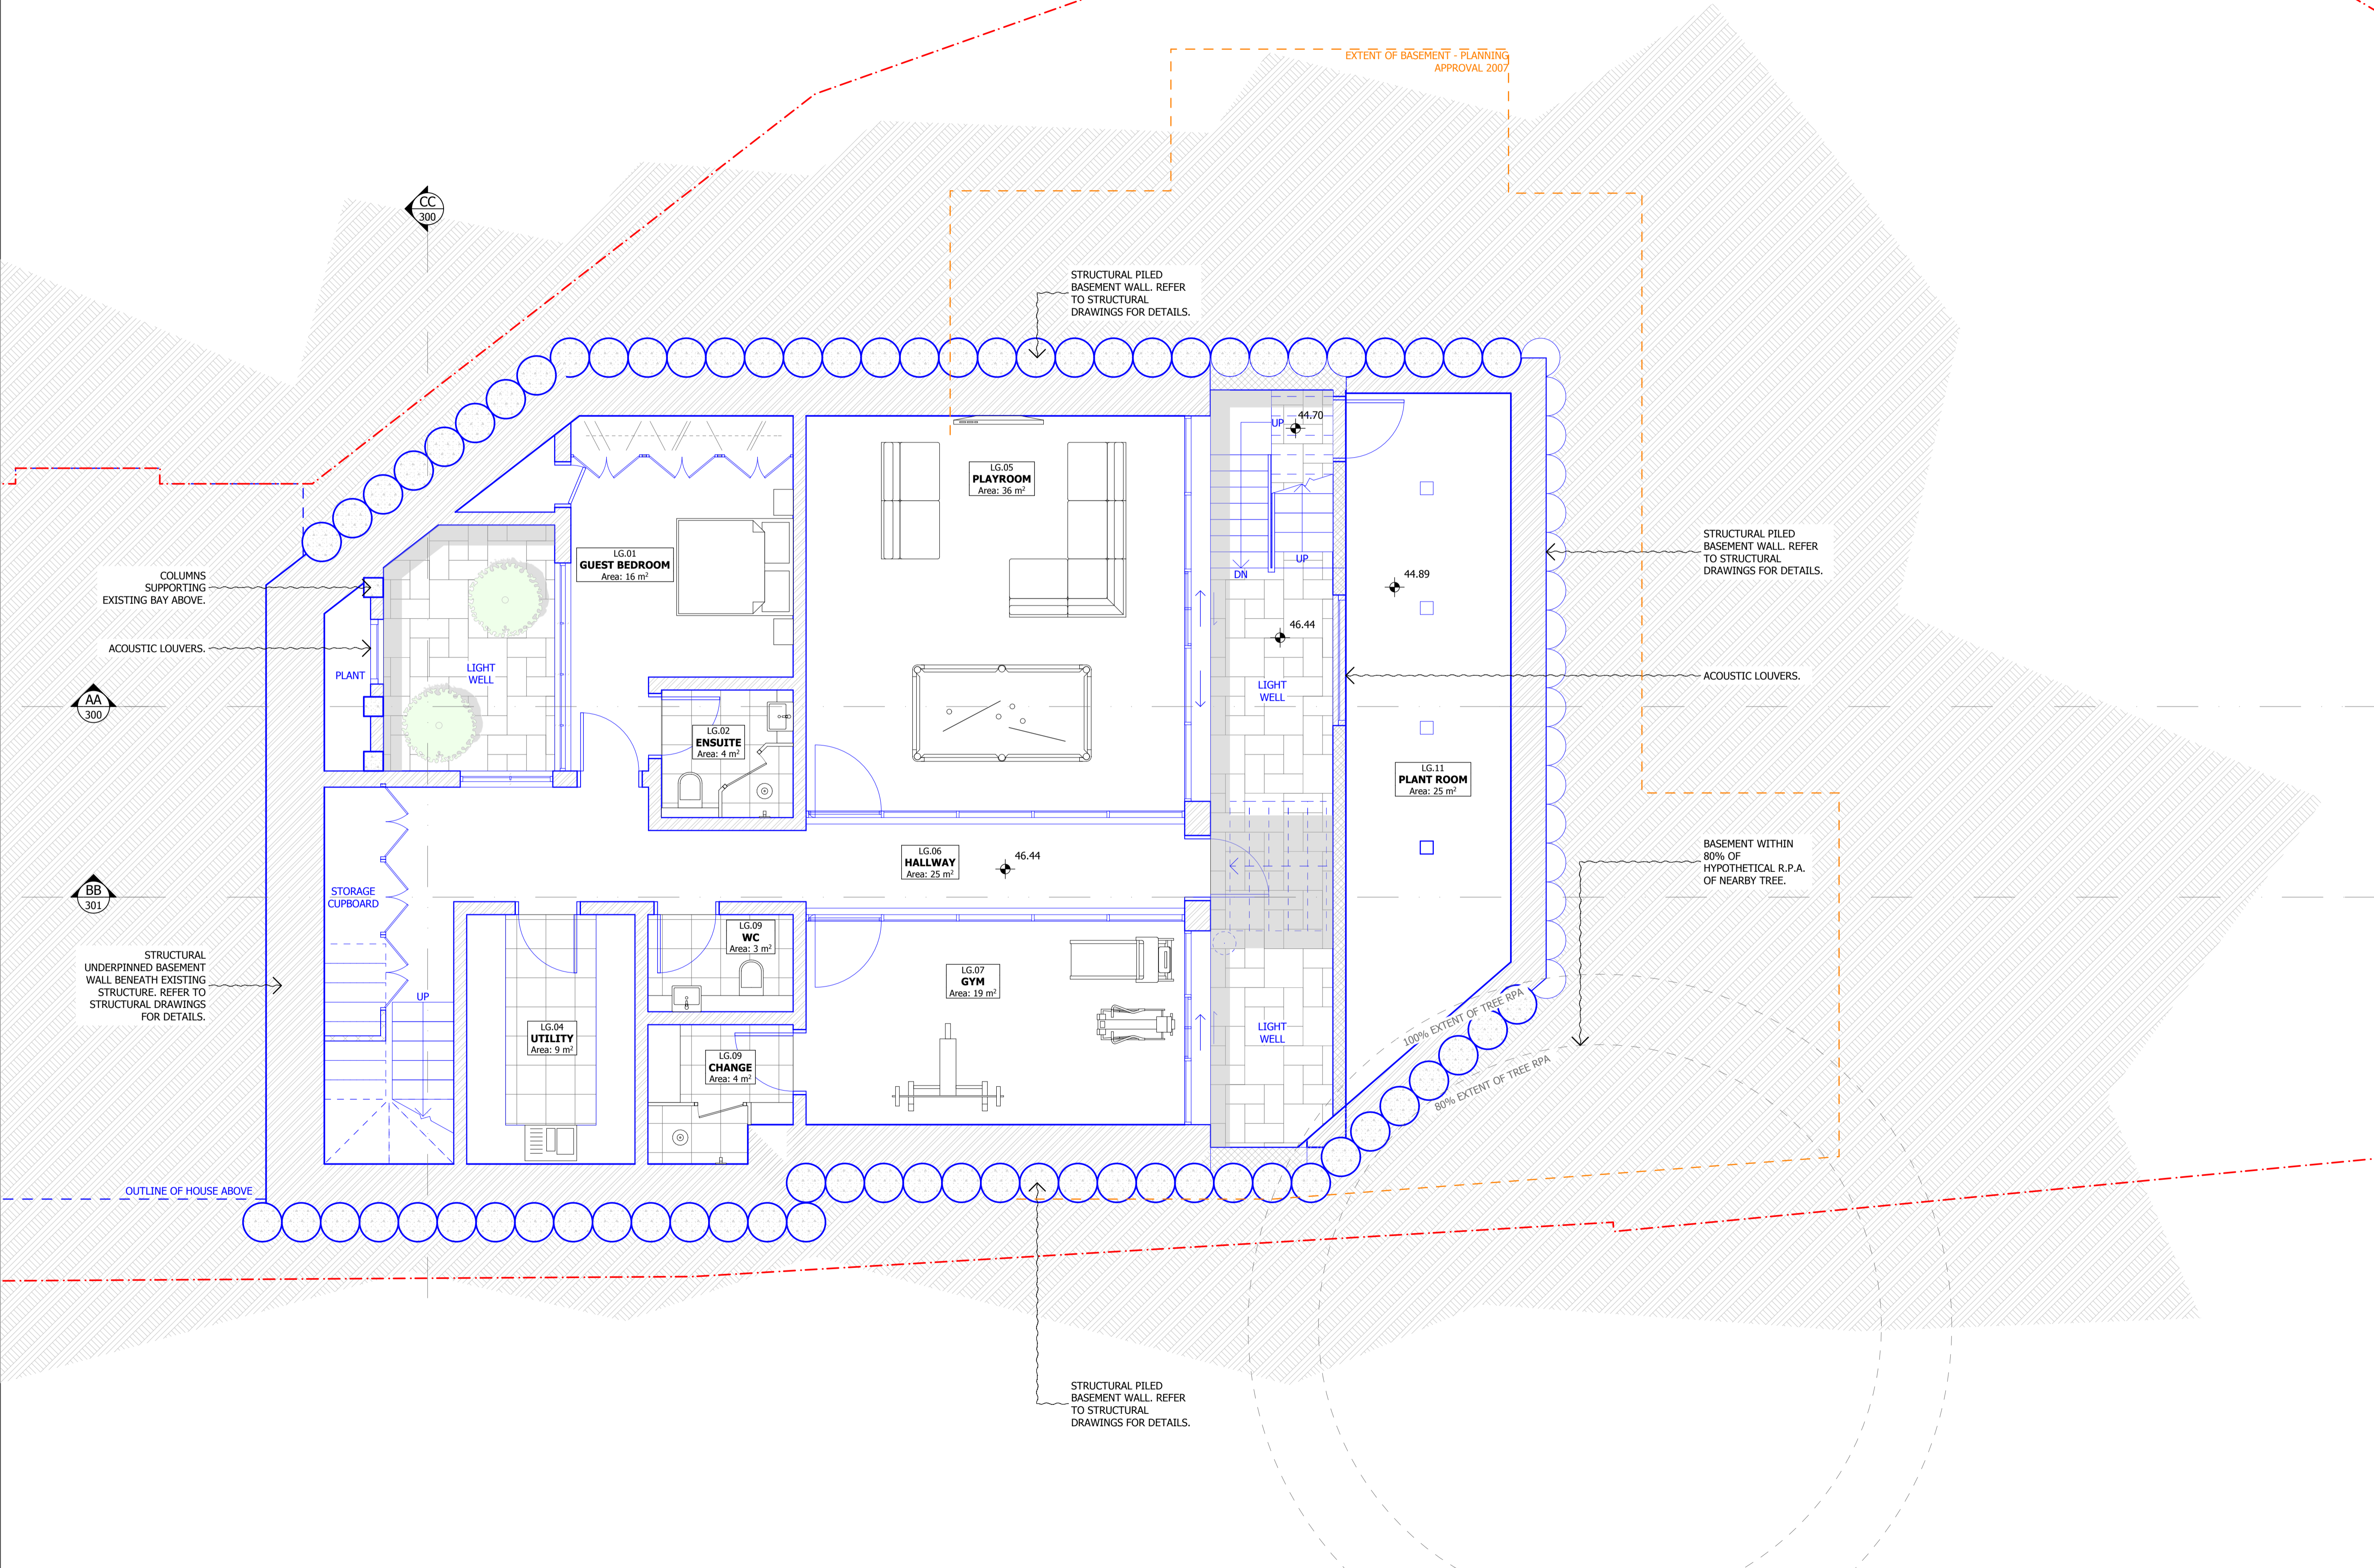 EXTENT OF BASEMENT - PLANNING
APPROVAL 2007
CC
300
STRUCTURAL PILED
BASEMENT WALL. REFER
TO STRUCTURAL
DRAWINGS FOR DETAILS.
44.70
UP
LG.05
PLAYROOM
Area: 36 m²
STRUCTURAL PILED
BASEMENT WALL. REFER
TO STRUCTURAL
DRAWINGS FOR DETAILS.
LG.01
GUEST BEDROOM
Area: 16 m²
UP
DN
44.89
COLUMNS
SUPPORTING
EXISTING BAY ABOVE.
46.44
ACOUSTIC LOUVERS.
PLANT
LIGHT
WELL
LIGHT
WELL
ACOUSTIC LOUVERS.
AA
300
LG.02
ENSUITE
Area: 4 m²
LG.11
PLANT ROOM
Area: 25 m²
LG.06
HALLWAY
Area: 25 m²
46.44
BASEMENT WITHIN
80% OF
HYPOTHETICAL R.P.A.
OF NEARBY TREE.
BB
301
STORAGE
CUPBOARD
LG.09
WC
Area: 3 m²
STRUCTURAL
UNDERPINNED BASEMENT
WALL BENEATH EXISTING
STRUCTURE. REFER TO
STRUCTURAL DRAWINGS
FOR DETAILS.
UP
LG.07
GYM
Area: 19 m²
LG.04
UTILITY
Area: 9 m²
LIGHT
WELL
100% EXTENT OF TREE RPA
LG.09
CHANGE
Area: 4 m²
80% EXTENT OF TREE RPA
OUTLINE OF HOUSE ABOVE
STRUCTURAL PILED
BASEMENT WALL. REFER
TO STRUCTURAL
DRAWINGS FOR DETAILS.